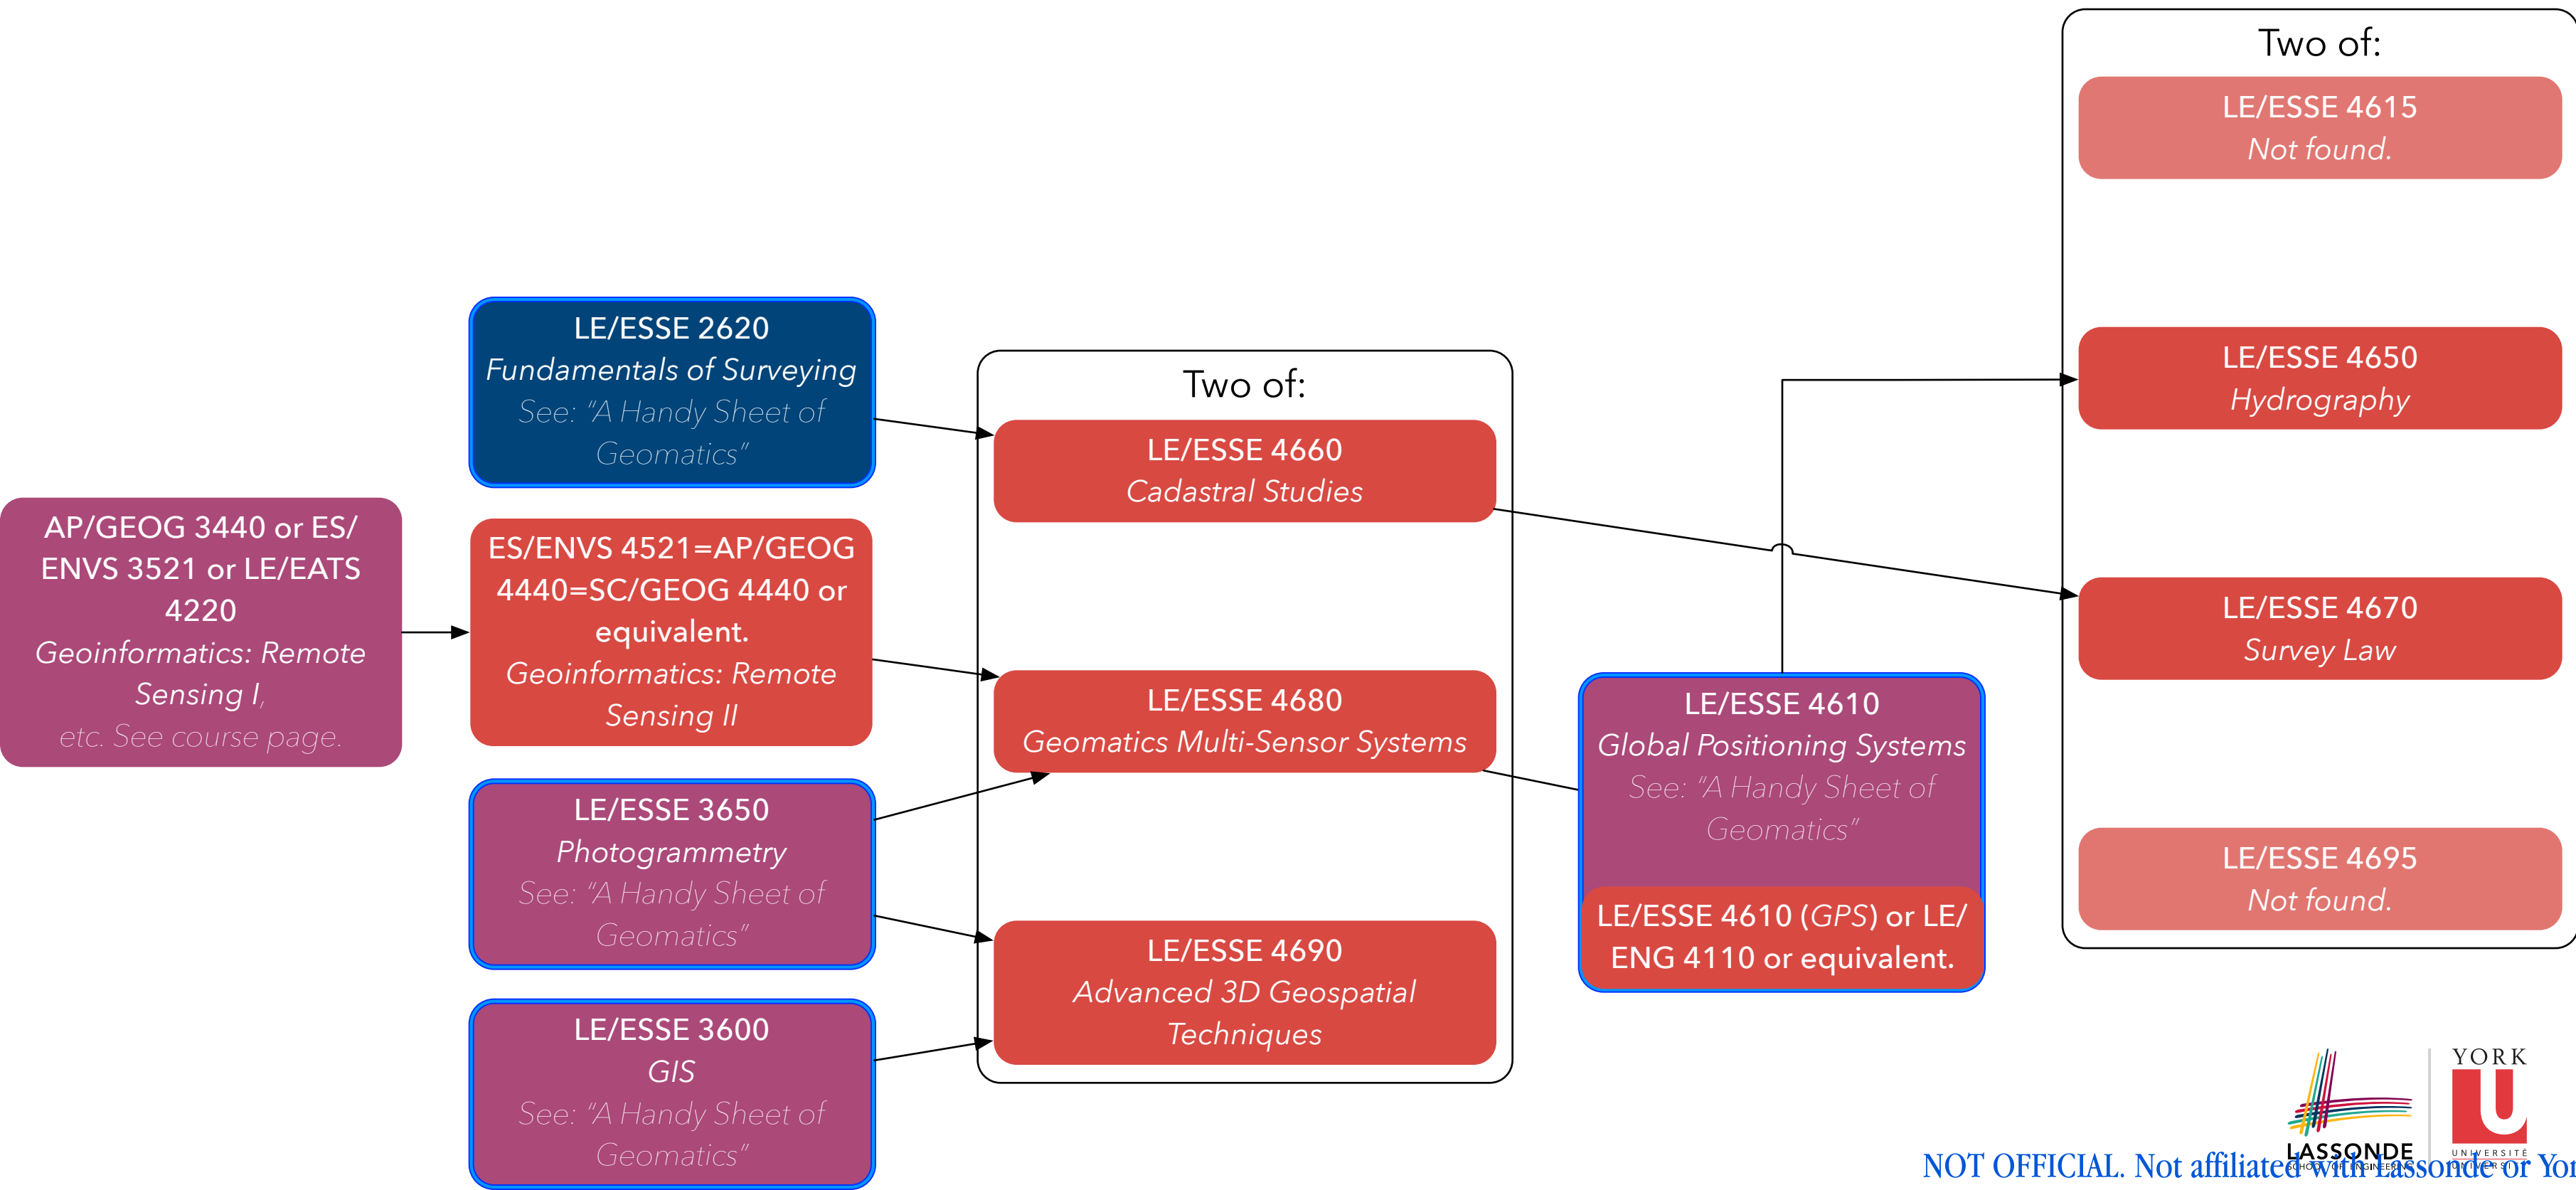 AP/GEOG 3440 or ES/
ENVS 3521 or LE/EATS
4220
Geoinformatics: Remote
Sensing I,
etc. See course page.
LE/ESSE 2620
Fundamentals of Surveying
See: "A Handy Sheet of
Geomatics"
ES/ENVS 4521=AP/GEOG
4440=SC/GEOG 4440 or
equivalent.
Geoinformatics: Remote
Sensing II
LE/ESSE 3650
Photogrammetry
See: "A Handy Sheet of
Geomatics"
LE/ESSE 3600
GIS
See: "A Handy Sheet of
Geomatics"
Two of:
LE/ESSE 4660
Cadastral Studies
LE/ESSE 4680
Geomatics Multi-Sensor Systems
LE/ESSE 4690
Advanced 3D Geospatial
Techniques
LE/ESSE 4610
Global Positioning Systems
See: "A Handy Sheet of
Geomatics"
LE/ESSE 4610 (GPS) or LE/
ENG 4110 or equivalent.
Two of:
LE/ESSE 4615
Not found.
LE/ESSE 4650
Hydrography
LE/ESSE 4670
Survey Law
LE/ESSE 4695
Not found.
LASSONDE
SCHOOL OF ENGINEERING
YORK
U
UNIVERSITÉ
UNIVERSITY
NOT OFFICIAL. Not affiliated with Lassonde or Yor